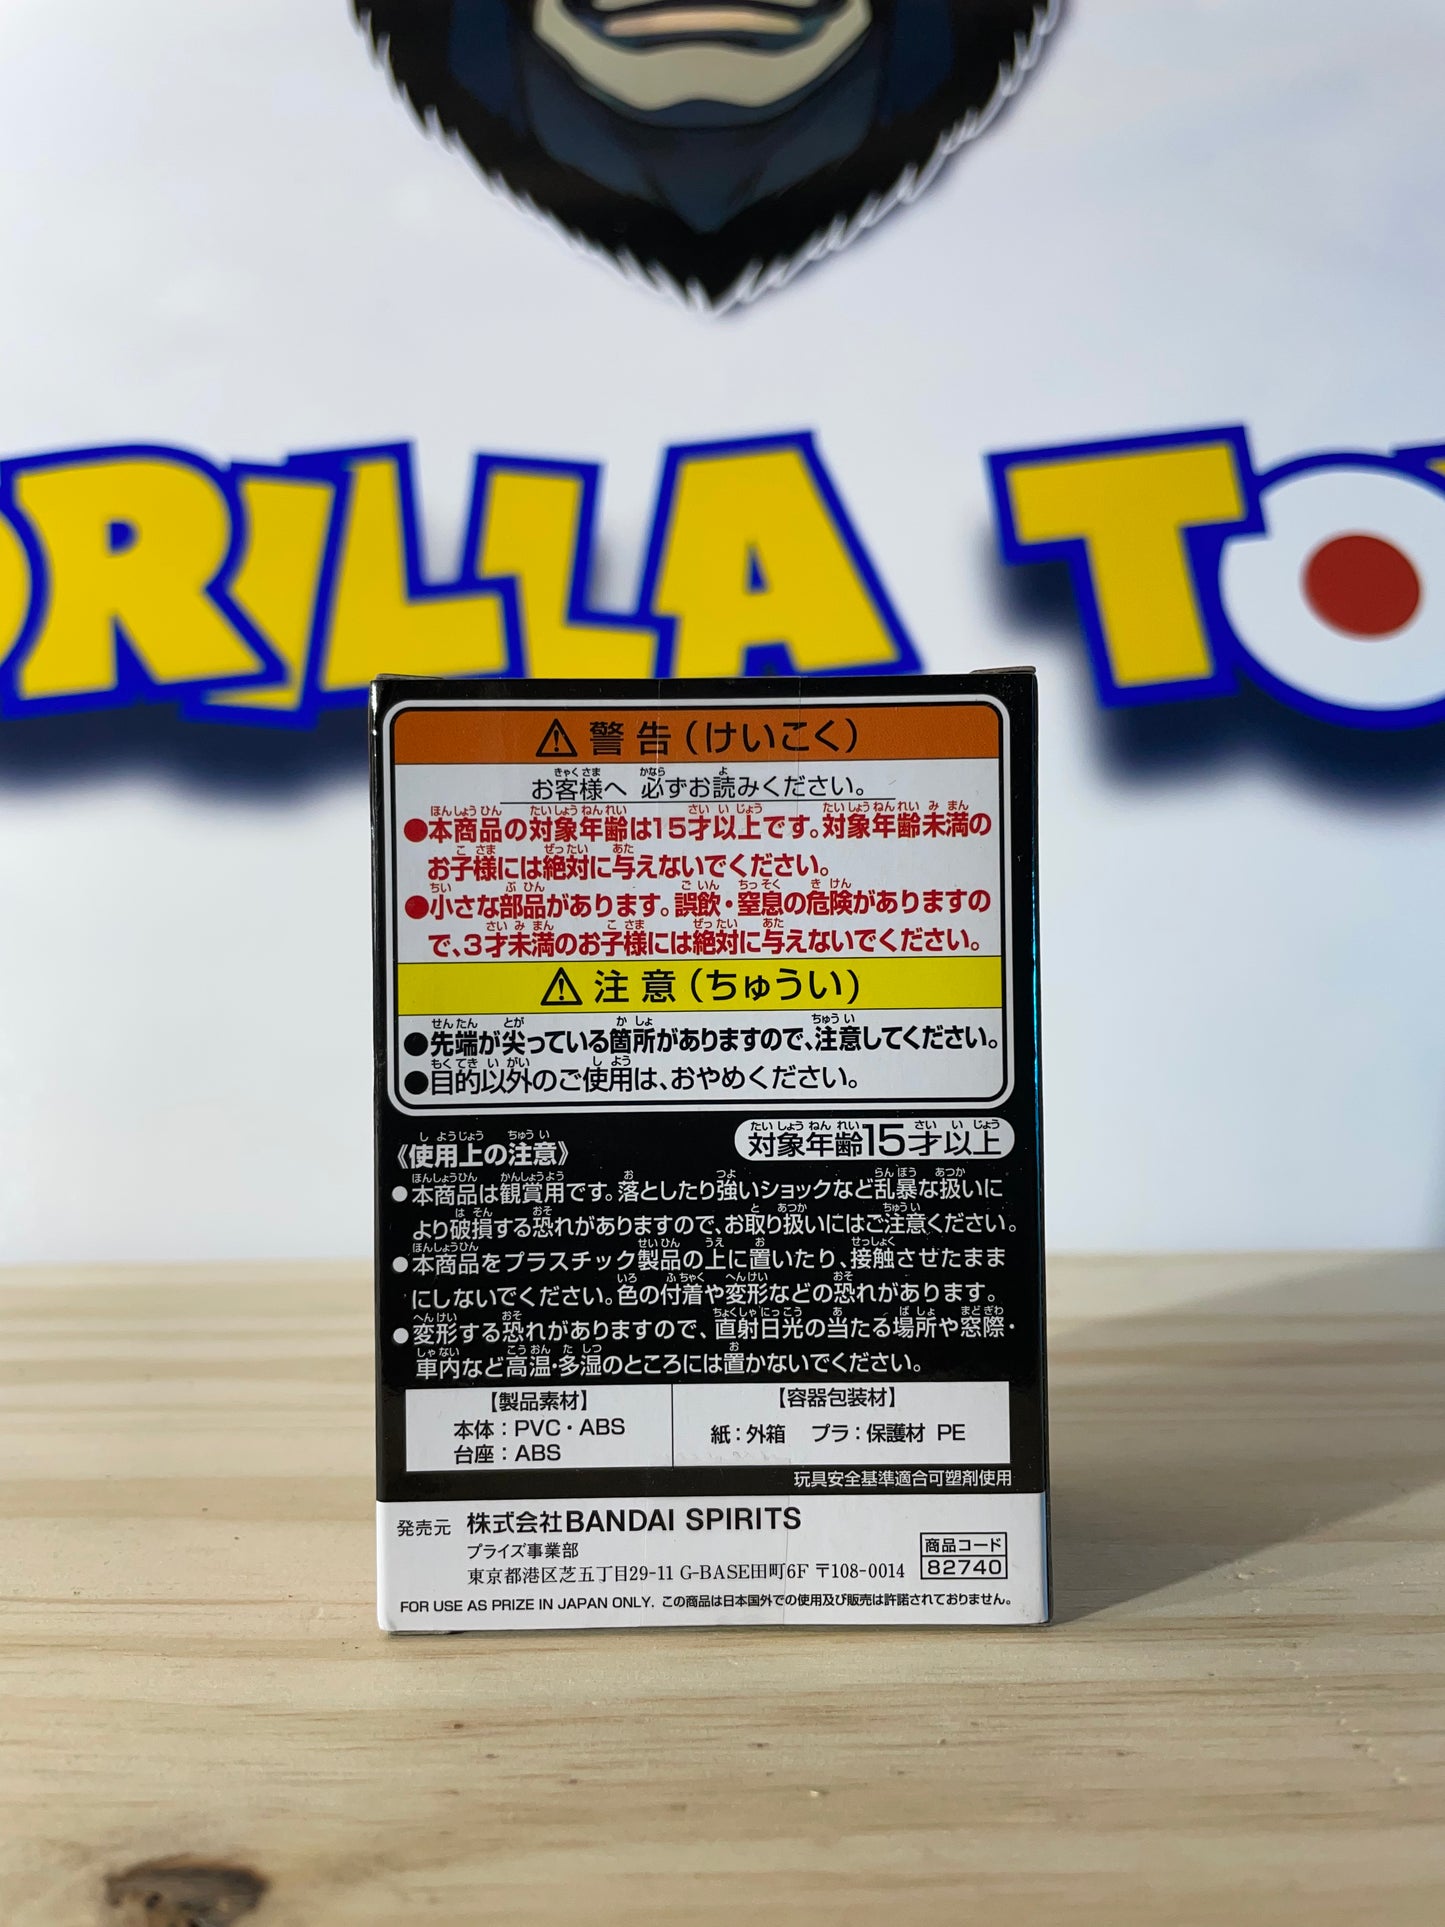 ORILLA TO
⚠警告(けいこく)
お客様へ 必ずお読みください。
●本商品の対象年齢は15才以上です。対象年齢未満の
お子様には絶対に与えないでください。
●小さな部品があります。誤飲・窒息の危険がありますの
で、3才未満のお子様には絶対に与えないでください。
⚠注意(ちゅうい)
●先端が尖っている箇所がありますので、注意してください。
●目的以外のご使用は、おやめください。
対象年齢15才以上
《使用上の注意》
●本商品は観賞用です。落としたり強いショックなど乱暴な扱いに
より破損する恐れがありますので、お取り扱いにはご注意ください。
●本商品をプラスチック製品の上に置いたり、接触させたまま
にしないでください。色の付着や変形などの恐れがあります。
●変形する恐れがありますので、直射日光の当たる場所や窓際・
車内など高温・多湿のところには置かないでください。
【製品素材】
本体：PVC・ABS
台座：ABS
【容器包装材】
紙：外箱 プラ：保護材 PE
玩具安全基準適合可塑剤使用
発売元 株式会社BANDAI SPIRITS
プライズ事業部
東京都港区芝五丁目29-11 G-BASE田町6F 〒108-0014
商品コード
82740
FOR USE AS PRIZE IN JAPAN ONLY. この商品は日本国外での使用及び販売は許諾されておりません。